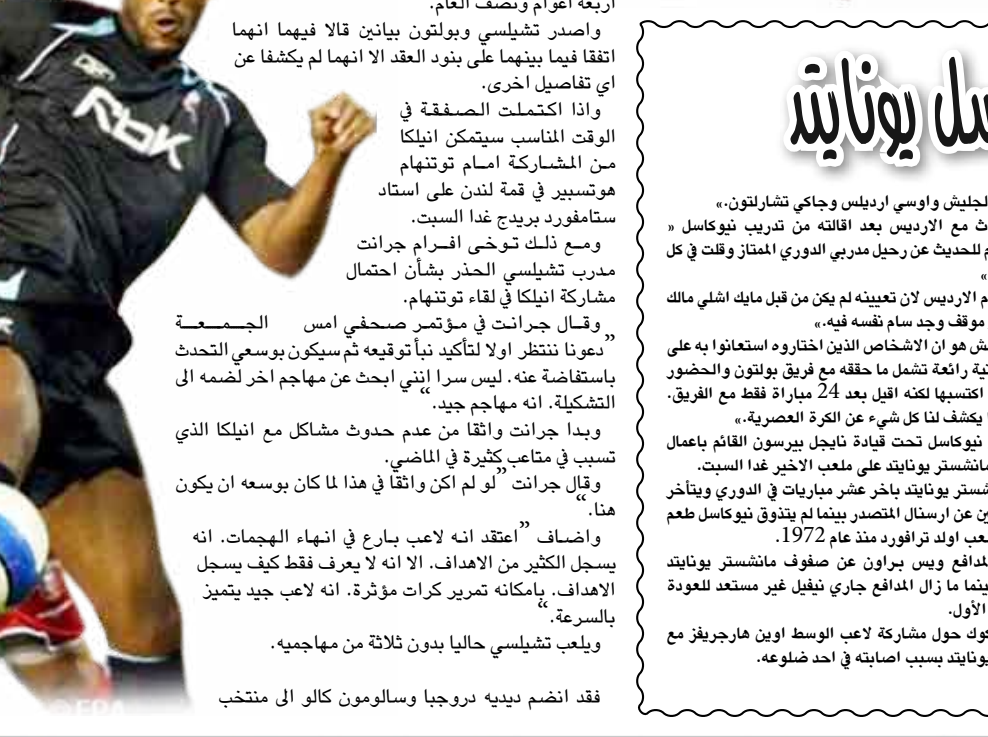 سل يونايتد
لجليش واوسي ارديلس وجاكي تشارلتون.»
ث مع الارديس بعد اقالته من تدريب نيوكاسل «
م للحديث عن رحيل مدربي الدوري الممتاز وقلت في كل
»
م الارديس لان تعيينه لم يكن من قبل مايك اشلي مالك
موقف وجد سام نفسه فيه.»
ش هو ان الاشخاص الذين اختاروه استعانوا به على
نية رائعة تشمل ما حققه مع فريق بولتون والحضور
اكتسبها لكنه اقيل بعد 24 مباراة فقط مع الفريق.
ا يكشف لنا كل شيء عن الكرة العصرية.»
نيوكاسل تحت قيادة نايجل بيرسون القائم باعمال
مانشستر يونايتد على ملعب الاخير غدا السبت.
شستر يونايتد باخر عشر مباريات في الدوري ويتأخر
ين عن ارسنال المتصدر بينما لم يتذوق نيوكاسل طعم
عب اولد ترافورد منذ عام 1972.
لمدافع ويس براون عن صفوف مانشستر يونايتد
ينما ما زال المدافع جاري نيفيل غير مستعد للعودة
الأول.
كوك حول مشاركة لاعب الوسط اوين هارجريفز مع
يونايتد بسبب اصابته في احد ضلوعه.
اربعة اعوام ونصف العام.
واصدر تشيلسي وبولتون بيانين قالا فيهما انهما
اتفقا فيما بينهما على بنود العقد الا انهما لم يكشفا عن
اي تفاصيل اخرى.
واذا اكتملت الصفقة في
الوقت المناسب سيتمكن انيلكا
من المشاركة امام توتنهام
هوتسبير في قمة لندن على استاد
ستامفورد بريدج غدا السبت.
ومع ذلك توخى افرام جرانت
مدرب تشيلسي الحذر بشأن احتمال
مشاركة انيلكا في لقاء توتنهام.
وقال جرانت في مؤتمر صحفي امس الجمعة
”دعونا ننتظر اولا لتأكيد نبأ توقيعه ثم سيكون بوسعي التحدث
باستفاضة عنه. ليس سرا انني ابحث عن مهاجم اخر لضمه الى
التشكيلة. انه مهاجم جيد.“
وبدا جرانت واثقا من عدم حدوث مشاكل مع انيلكا الذي
تسبب في متاعب كثيرة في الماضي.
وقال جرانت ”لو لم اكن واثقا في هذا لما كان بوسعه ان يكون
هنا.“
واضاف ”اعتقد انه لاعب بارع في انهاء الهجمات. انه
يسجل الكثير من الاهداف. الا انه لا يعرف فقط كيف يسجل
الاهداف. بامكانه تمرير كرات مؤثرة. انه لاعب جيد يتميز
بالسرعة.“
ويلعب تشيلسي حاليا بدون ثلاثة من مهاجميه.
فقد انضم ديديه دروجبا وسالومون كالو الى منتخب
Rbk
©EPA